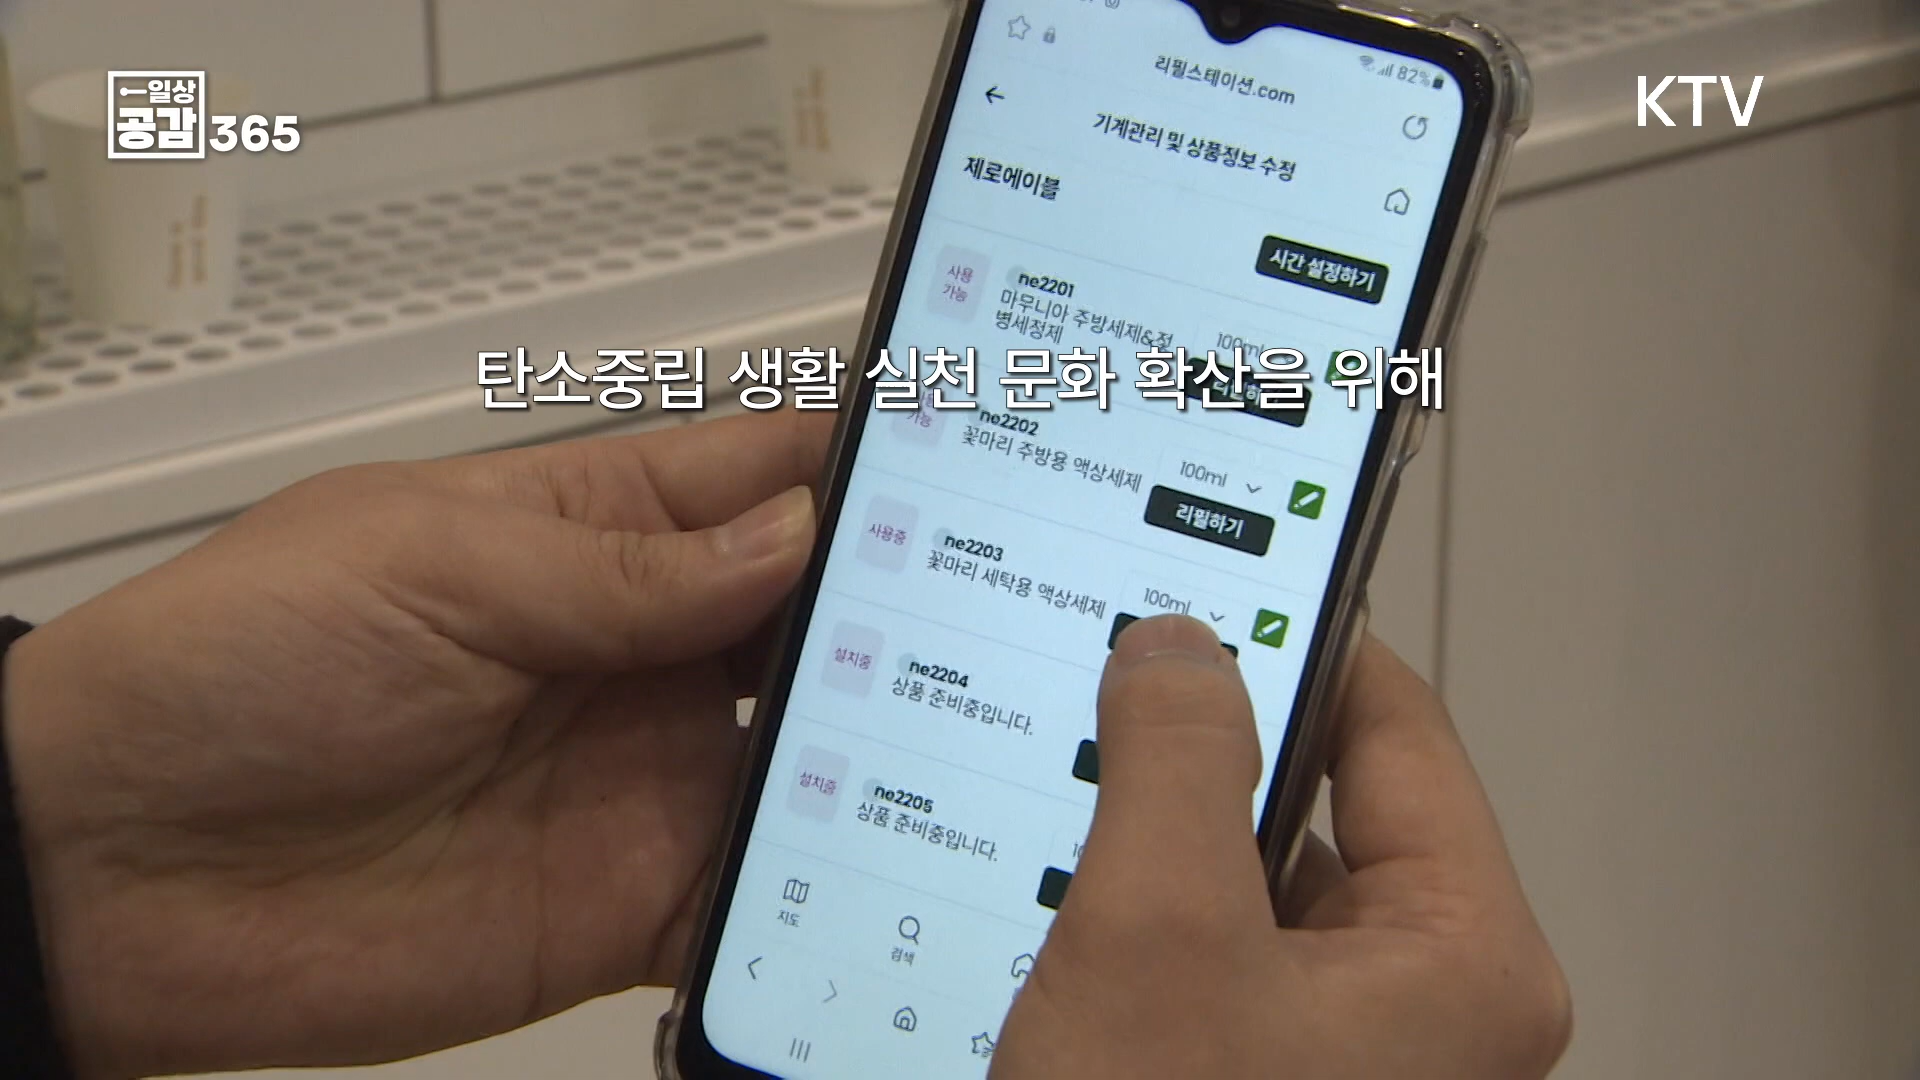 일상
공감 365
KTV
82%
리필스테이션.com
기계관리 및 상품정보 수정
제로에이블
시간 설정하기
사용
가능
ne2201
마무니아 주방세제&젖
병세정제
100ml
탄소중립 생활 실천 문화 확산을 위해
가능
ne2202
꽃마리 주방용 액상세제
100ml
리필하기
사용중
ne2203
꽃마리 세탁용 액상세제
100ml
설치중
ne2204
상품 준비중입니다.
설치중
ne2205
상품 준비중입니다.
지도
검색